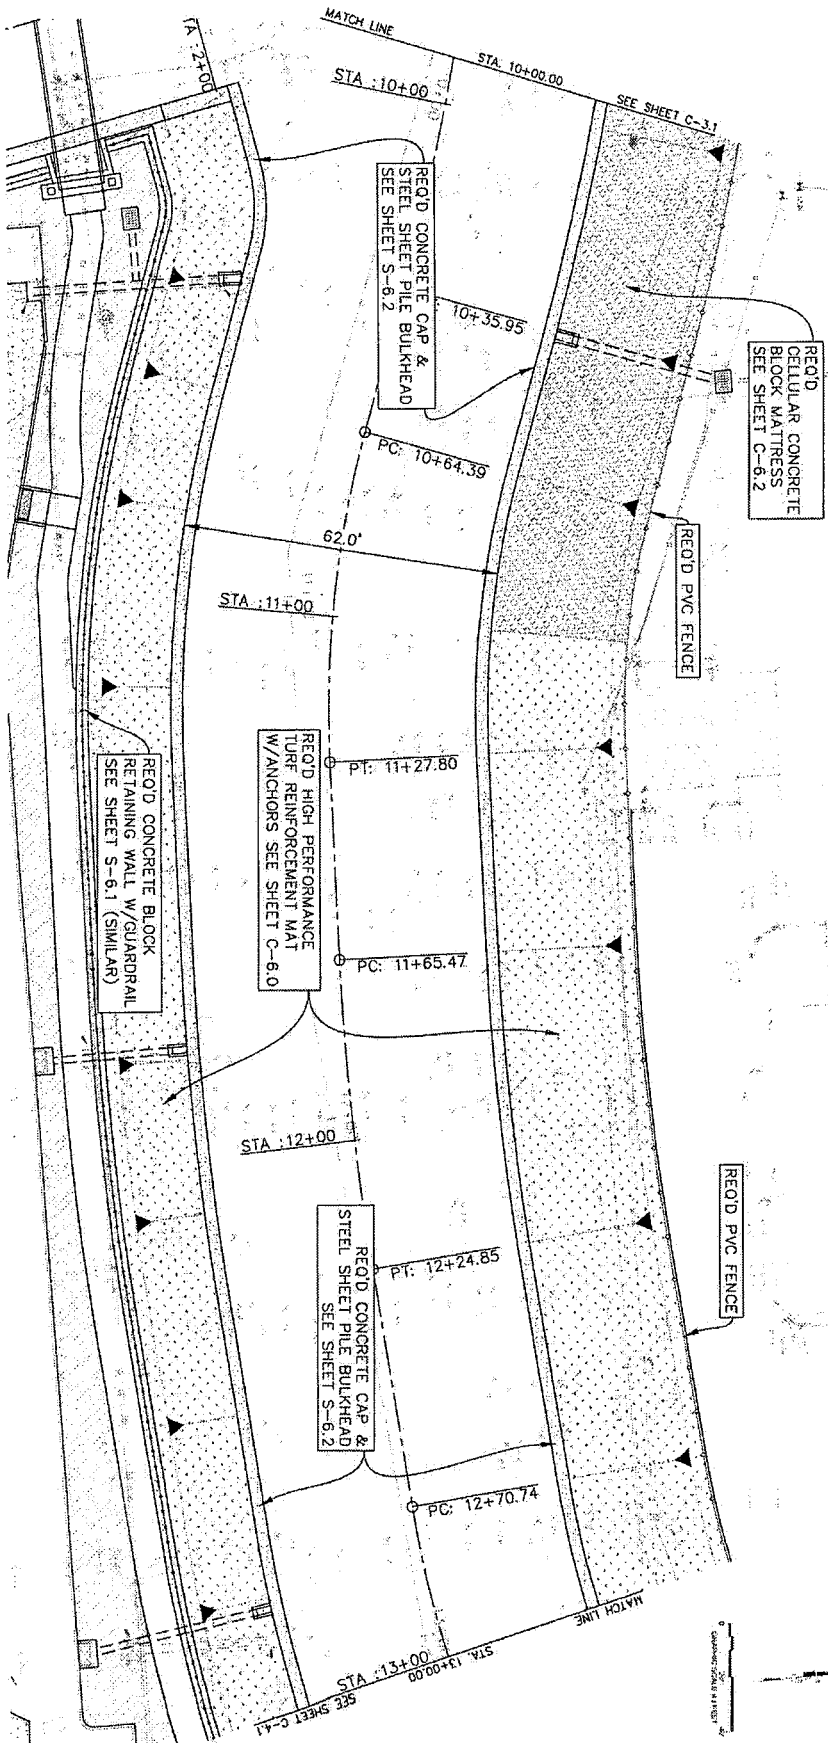 MATCH LINE
STA. 10+00.00
SEE SHEET C-3.1
STA :10+00
TA :2+00
REQ'D CONCRETE CAP &
STEEL SHEET PILE BULKHEAD
SEE SHEET S-6.2
10+35.95
REQ'D
CELLULAR CONCRETE
BLOCK MATTRESS
SEE SHEET C-6.2
PC: 10+64.39
REQ'D PVC FENCE
62.0'
STA :11+00
REQ'D HIGH PERFORMANCE
TURF REINFORCEMENT MAT
W/ANCHORS SEE SHEET C-6.0
PT: 11+27.80
REQ'D CONCRETE BLOCK
RETAINING WALL W/GUARDRAIL
SEE SHEET S-6.1 (SIMILAR)
PC: 11+65.47
STA :12+00
REQ'D PVC FENCE
REQ'D CONCRETE CAP &
STEEL SHEET PILE BULKHEAD
SEE SHEET S-6.2
PT: 12+24.85
PC: 12+70.74
MATCH LINE
STA. 13+00.00
STA :13+00
SEE SHEET C-4.1